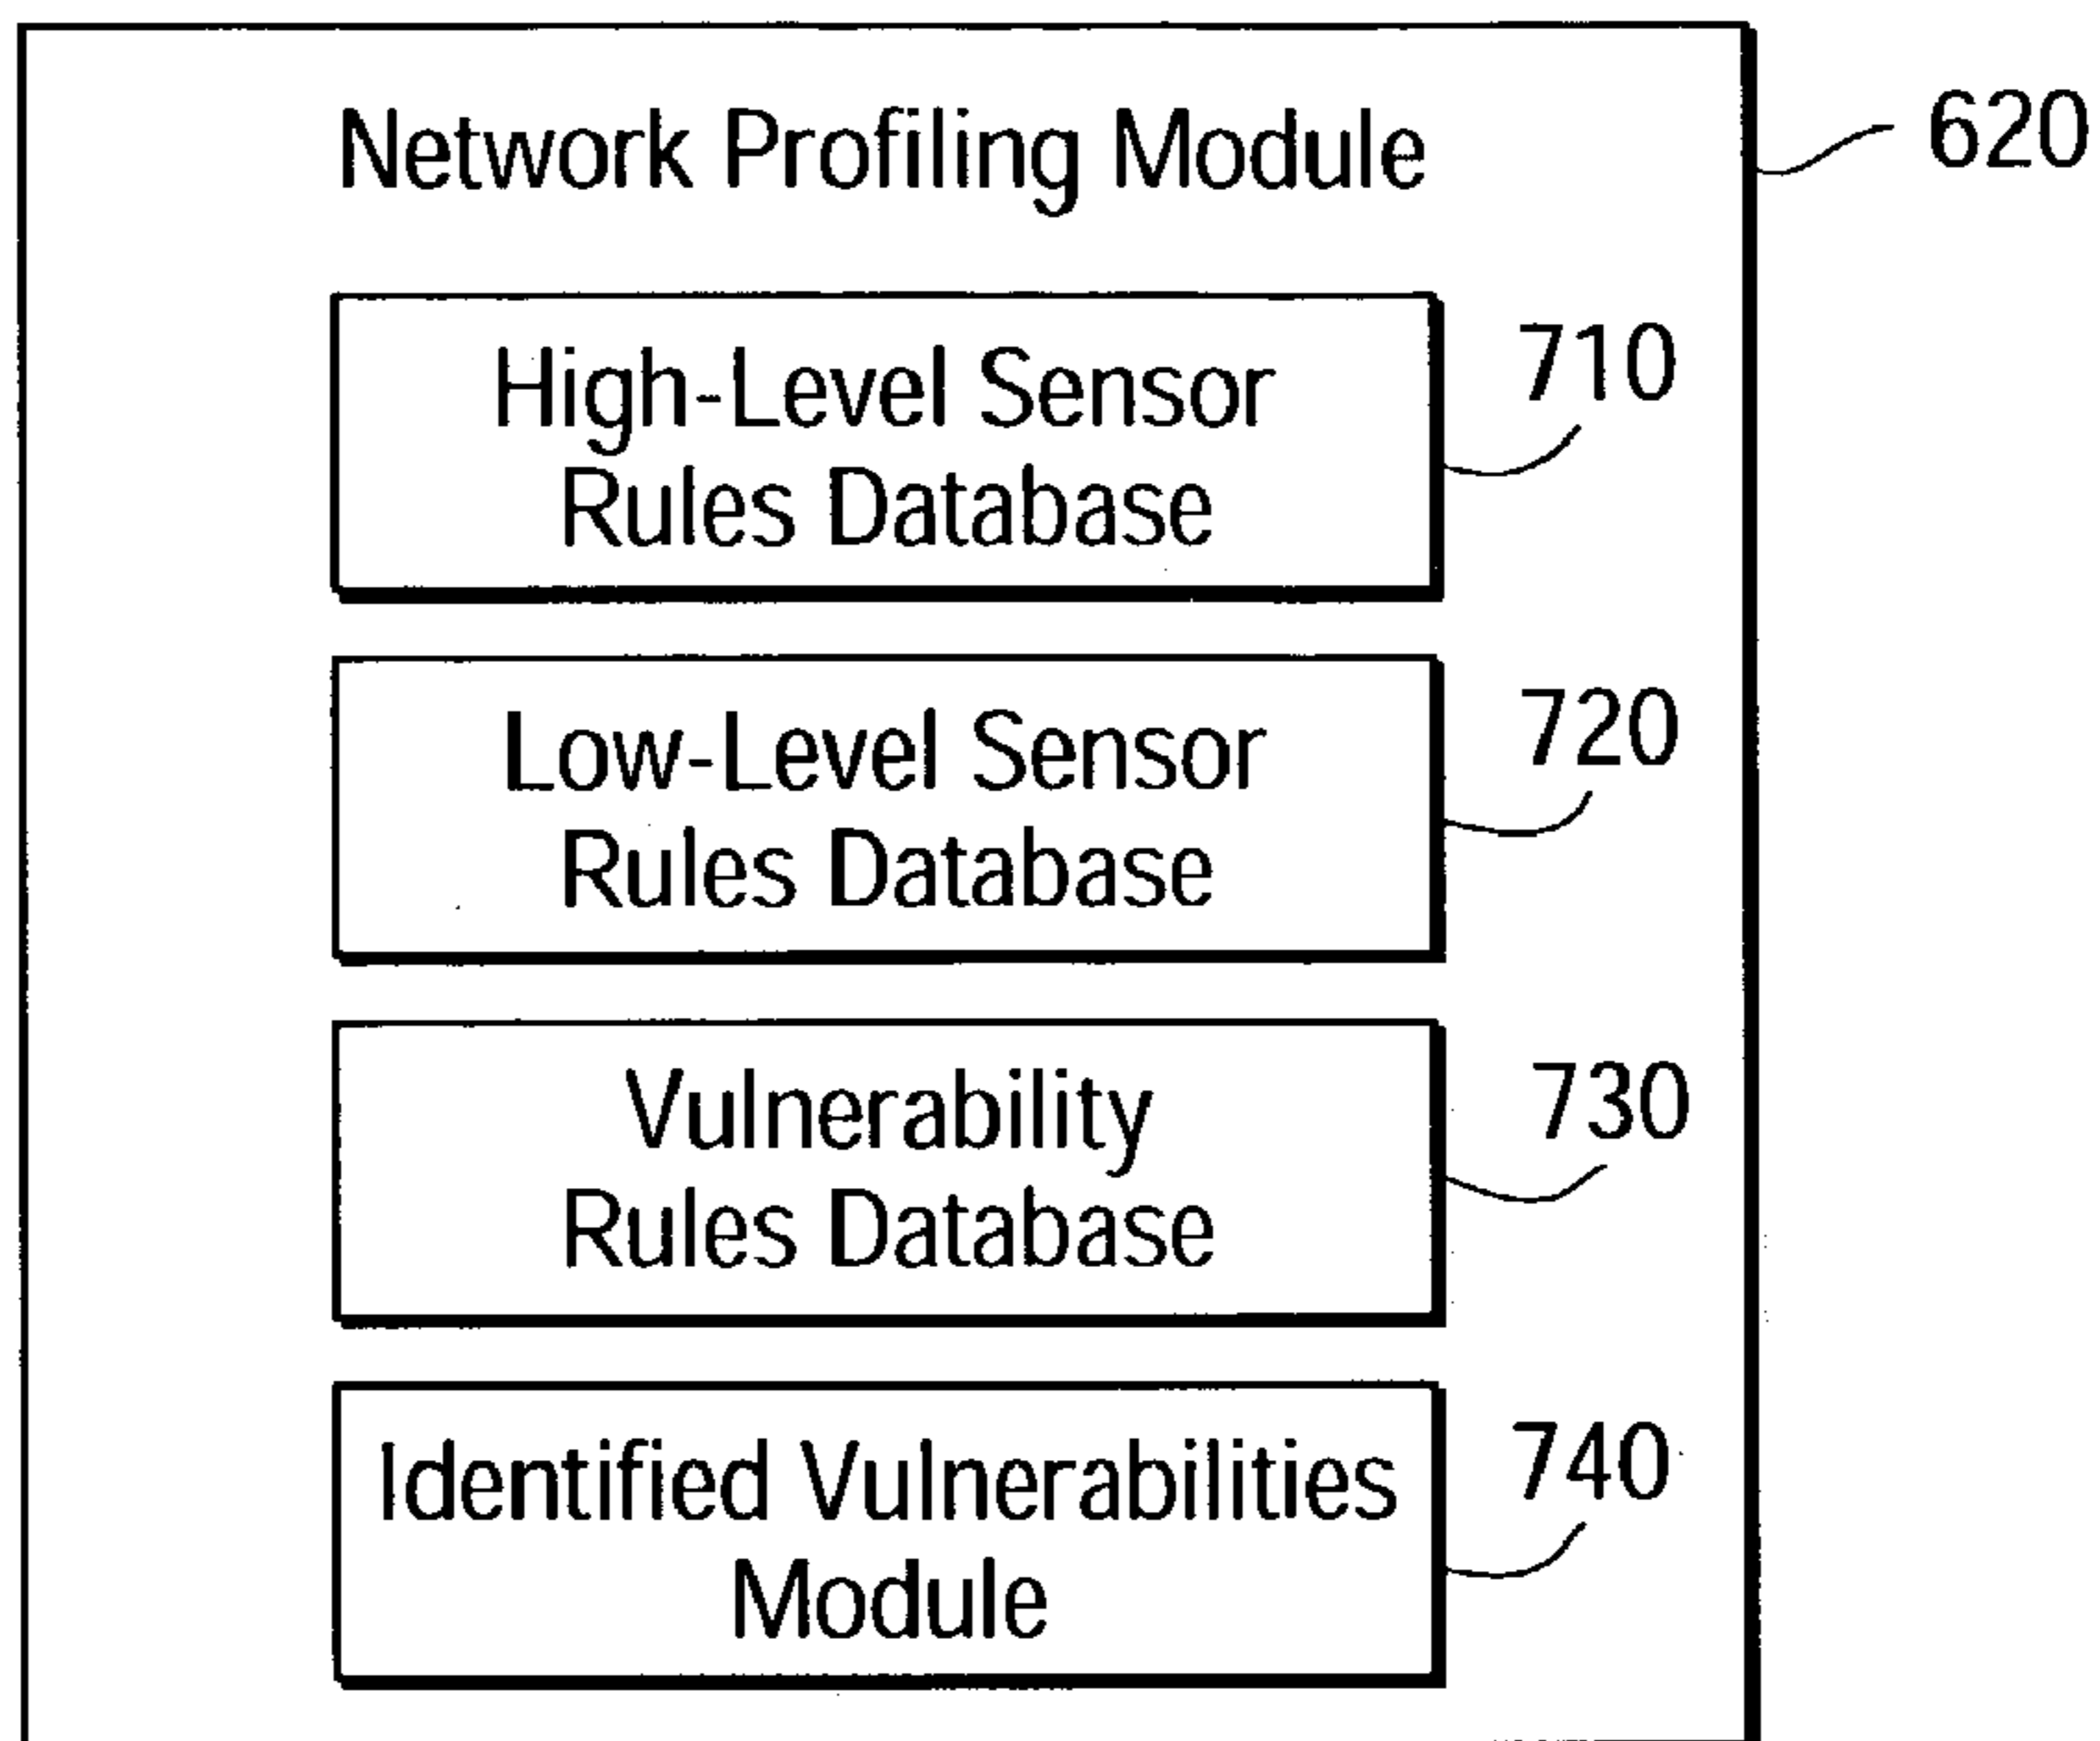 Network Profiling Module
620
High-Level Sensor
Rules Database
710
Low-Level Sensor
Rules Database
720
Vulnerability
Rules Database
730
Identified Vulnerabilities
Module
740